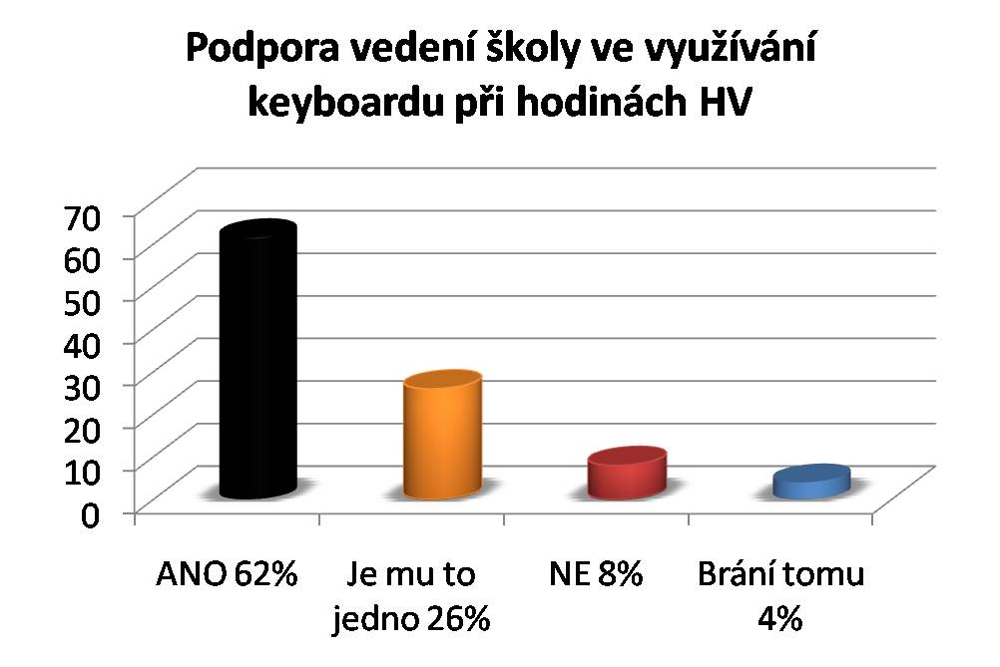 Podpora vedení školy ve využívání
keyboardu při hodinách HV
70
60
50
40
30
20
10
0
ANO 62%
Je mu to
jedno 26%
NE 8%
Brání tomu
4%